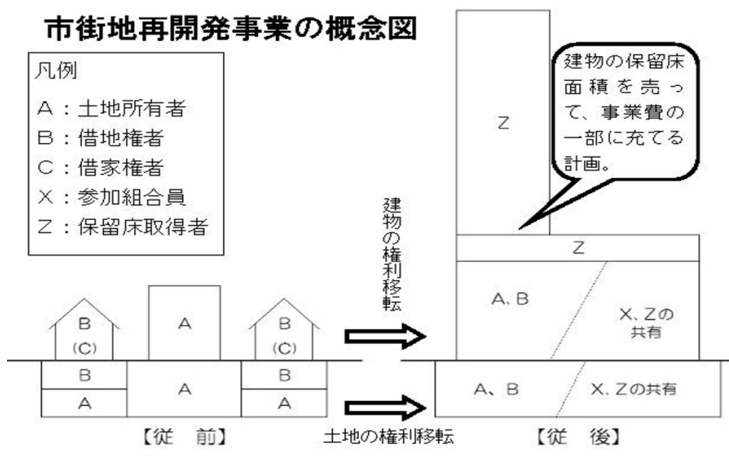 市街地再開発事業の概念図
凡例
A：土地所有者
B：借地権者
C：借家権者
X：参加組合員
Z：保留床取得者
建物の保留床
面積を売っ
て、事業費の
一部に充てる
計画。
Z
Z
A、B
X、Zの
共有
建物の権利移転
B
(C)
A
B
(C)
B
A
A
B
A
A、B
X、Zの共有
【従　前】
土地の権利移転
【従　後】